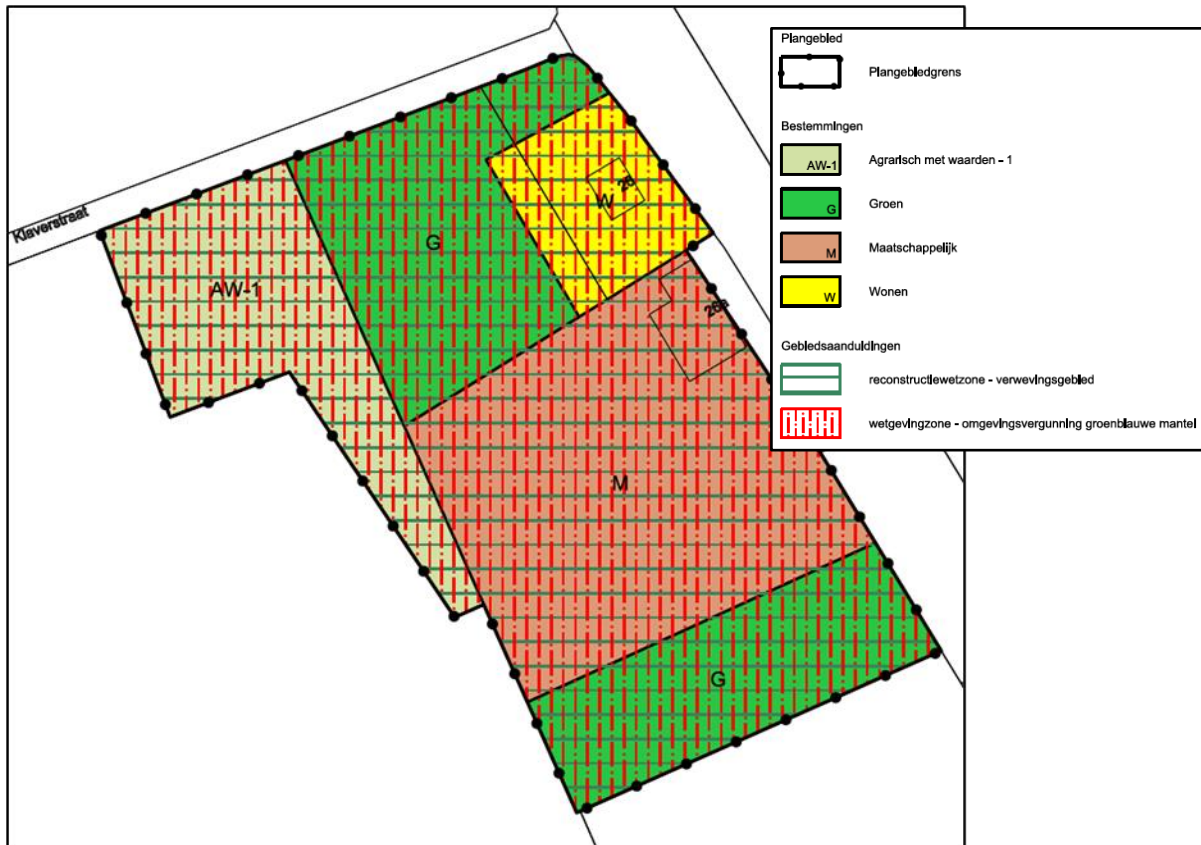 Plangebied
Plangebiedgrens
Bestemmingen
AW-1 Agrarisch met waarden - 1
G Groen
M Maatschappelijk
W Wonen
Gebiedsaanduidingen
reconstructiewetzone - verwevingsgebied
wetgevingzone - omgevingsvergunning groenblauwe mantel
Klaverstraat
AW-1
G
W
M
G
26a